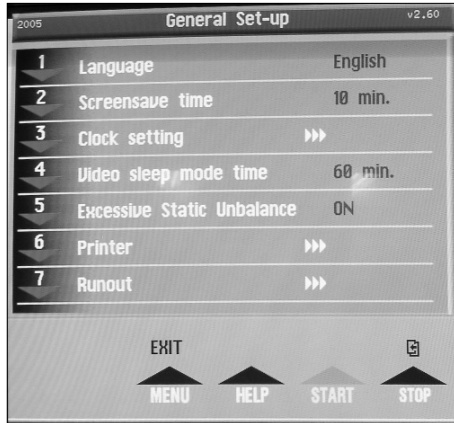 2005 General Set-up v2.60
1 Language English
2 Screensave time 10 min.
3 Clock setting
4 Video sleep mode time 60 min.
5 Excessive Static Unbalance ON
6 Printer
7 Runout
EXIT
MENU HELP START STOP